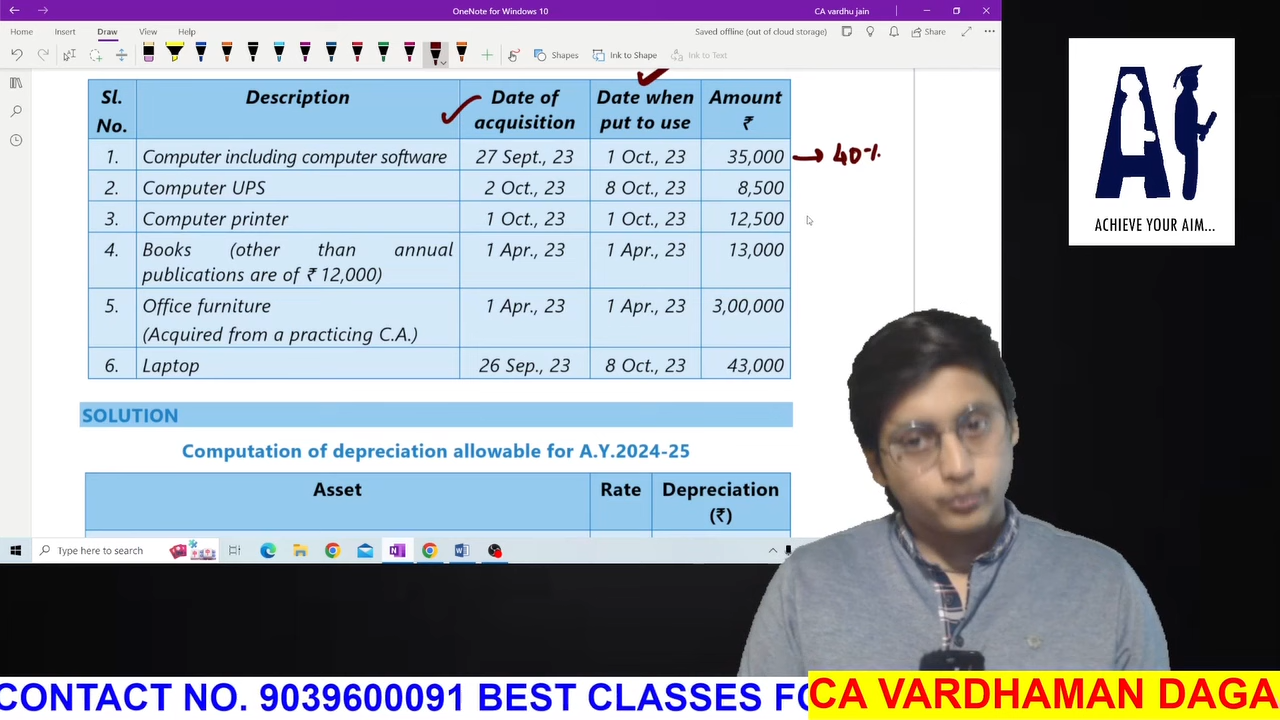 OneNote for Windows 10
CA vardhu jain
Home Insert Draw View Help
Saved offline (out of cloud storage)
Share
Shapes
Ink to Shape
Ink to Text
Sl. No. Description Date of acquisition Date when put to use Amount ₹
1. Computer including computer software 27 Sept., 23 1 Oct., 23 35,000 → 40%
2. Computer UPS 2 Oct., 23 8 Oct., 23 8,500
3. Computer printer 1 Oct., 23 1 Oct., 23 12,500
4. Books (other than annual publications are of ₹ 12,000) 1 Apr., 23 1 Apr., 23 13,000
5. Office furniture (Acquired from a practicing C.A.) 1 Apr., 23 1 Apr., 23 3,00,000
6. Laptop 26 Sep., 23 8 Oct., 23 43,000
SOLUTION
Computation of depreciation allowable for A.Y.2024-25
Asset Rate Depreciation (₹)
Type here to search
A
ACHIEVE YOUR AIM...
CONTACT NO. 9039600091 BEST CLASSES FO
CA VARDHAMAN DAGA